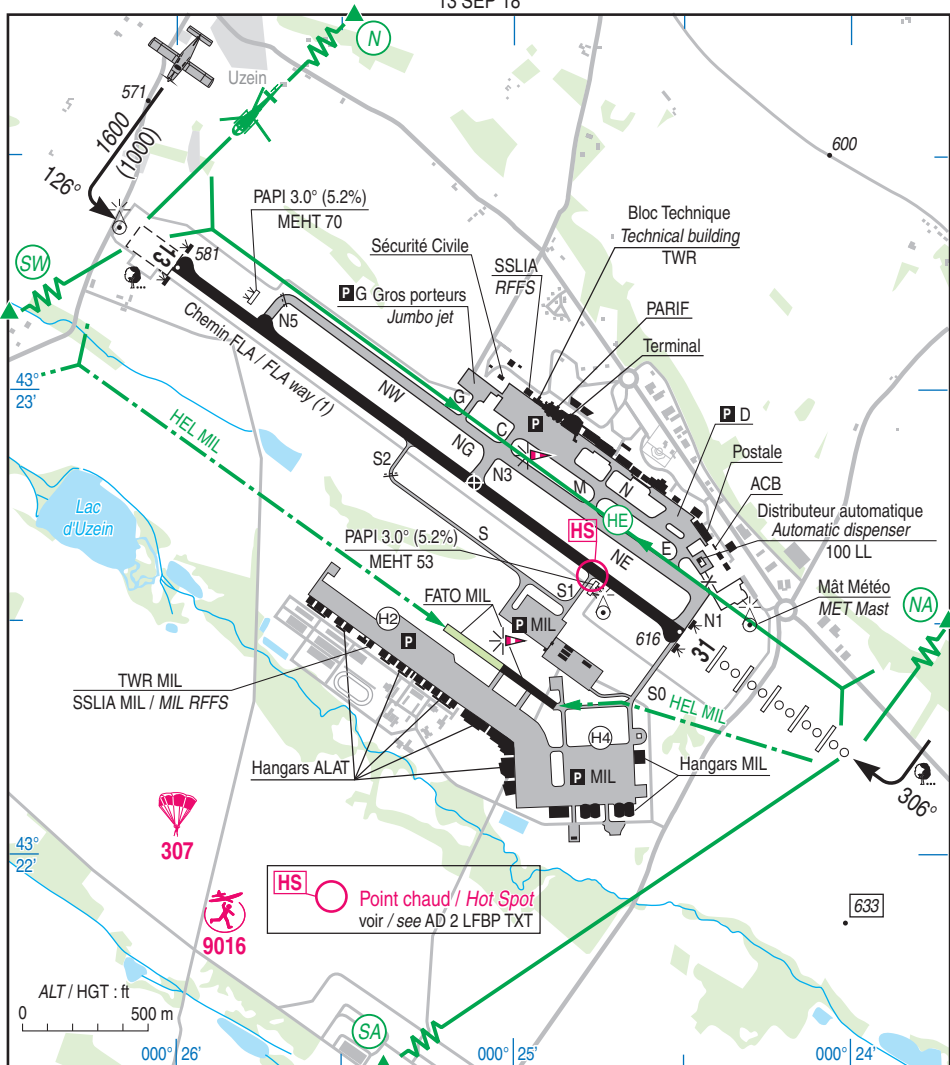 13 SEP 18
N
Uzein
571
1600
(1000)
126°
600
PAPI 3.0° (5.2%)
MEHT 70
Bloc Technique
Technical building
TWR
Sécurité Civile
SSLIA
RFFS
SW
13
581
P G Gros porteurs
Jumbo jet
PARIF
Terminal
N5
Chemin FLA / FLA way (1)
43°
23'
NW
G
C
P
P D
HEL MIL
NG
S2
N3
M
N
Postale
ACB
Distributeur automatique
Automatic dispenser
100 LL
Lac
d'Uzein
S
HS
HE
E
NE
PAPI 3.0° (5.2%)
MEHT 53
S1
FATO MIL
Mât Météo
MET Mast
NA
H2
P
P MIL
N1
616
31
TWR MIL
SSLIA MIL / MIL RFFS
S0
HEL MIL
H4
Hangars ALAT
P MIL
Hangars MIL
306°
307
43°
22'
HS
Point chaud / Hot Spot
voir / see AD 2 LFBP TXT
633
9016
ALT / HGT : ft
0 500 m
SA
000° 26'
000° 25'
000° 24'